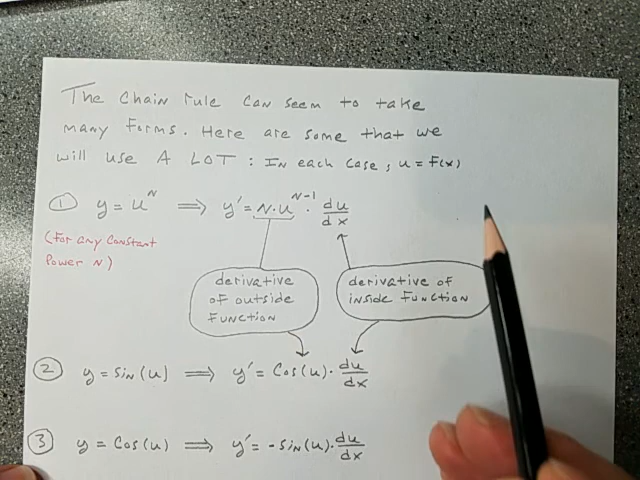 The chain rule can seem to take
many forms. Here are some that we
will use A LOT: In each case, u = f(x)
① y = u^N ⇒ y' = N·u^(N-1) · du/dx
(for any constant
power N)
derivative
of outside
function
derivative of
inside function
② y = sin(u) ⇒ y' = cos(u) · du/dx
③ y = cos(u) ⇒ y' = -sin(u) · du/dx